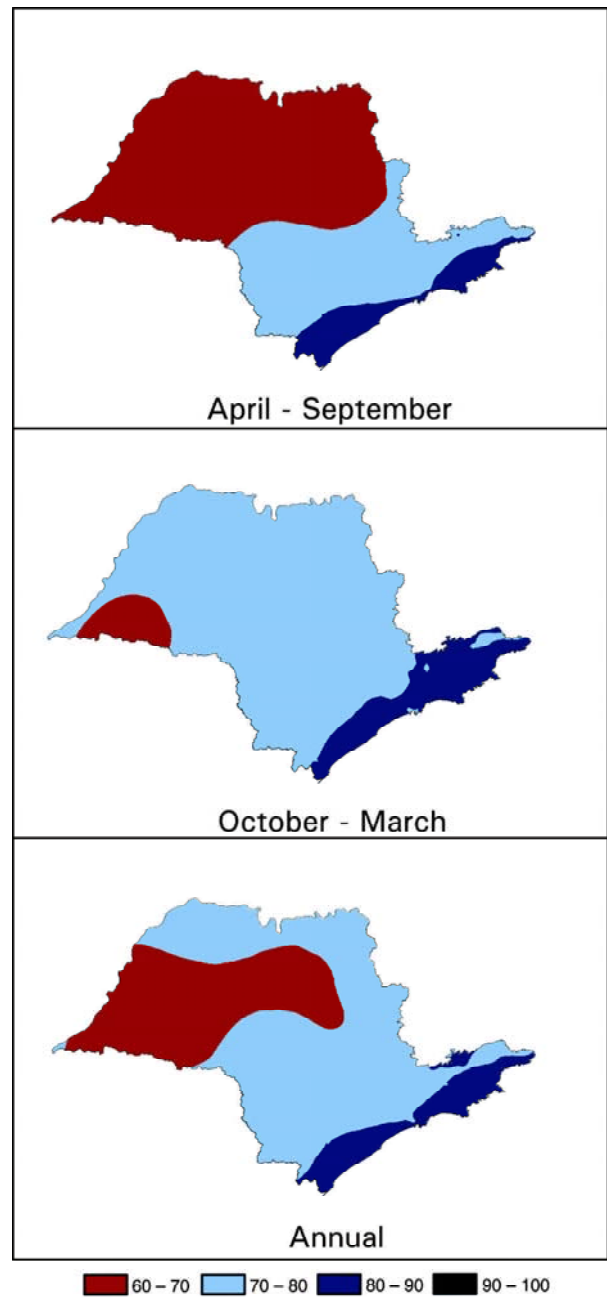 April - September
October - March
Annual
60 – 70 70 – 80 80 – 90 90 – 100